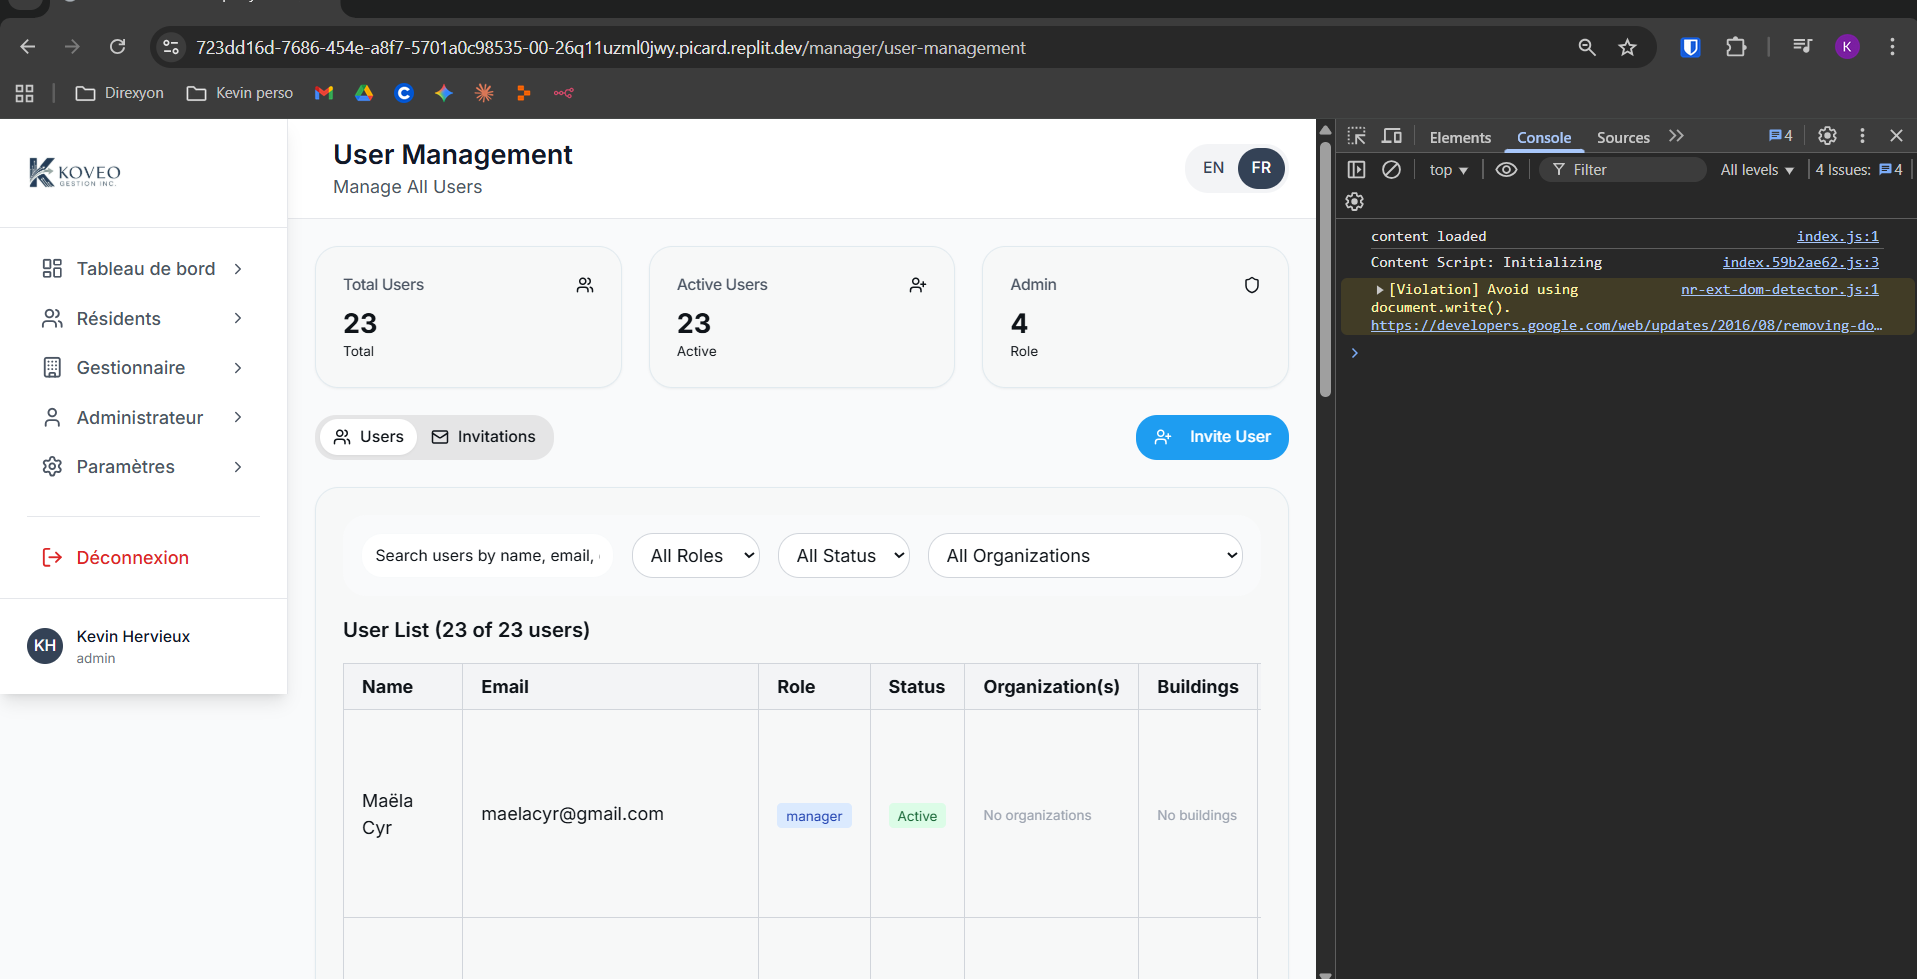 723dd16d-7686-454e-a8f7-5701a0c98535-00-26q11uzml0jwy.picard.replit.dev/manager/user-management
K
Direxyon
Kevin perso
KOVEO
GESTION INC.
User Management
Manage All Users
EN
FR
Tableau de bord
Résidents
Gestionnaire
Administrateur
Paramètres
Déconnexion
KH
Kevin Hervieux
admin
Total Users
23
Total
Active Users
23
Active
Admin
4
Role
Users
Invitations
Invite User
Search users by name, email,
All Roles
All Status
All Organizations
User List (23 of 23 users)
Name Email Role Status Organization(s) Buildings
Maëla
Cyr
maelacyr@gmail.com
manager
Active
No organizations
No buildings
Elements
Console
Sources
4
top
Filter
All levels
4 Issues:
4
content loaded index.js:1
Content Script: Initializing index.59b2ae62.js:3
[Violation] Avoid using nr-ext-dom-detector.js:1
document.write().
https://developers.google.com/web/updates/2016/08/removing-do…